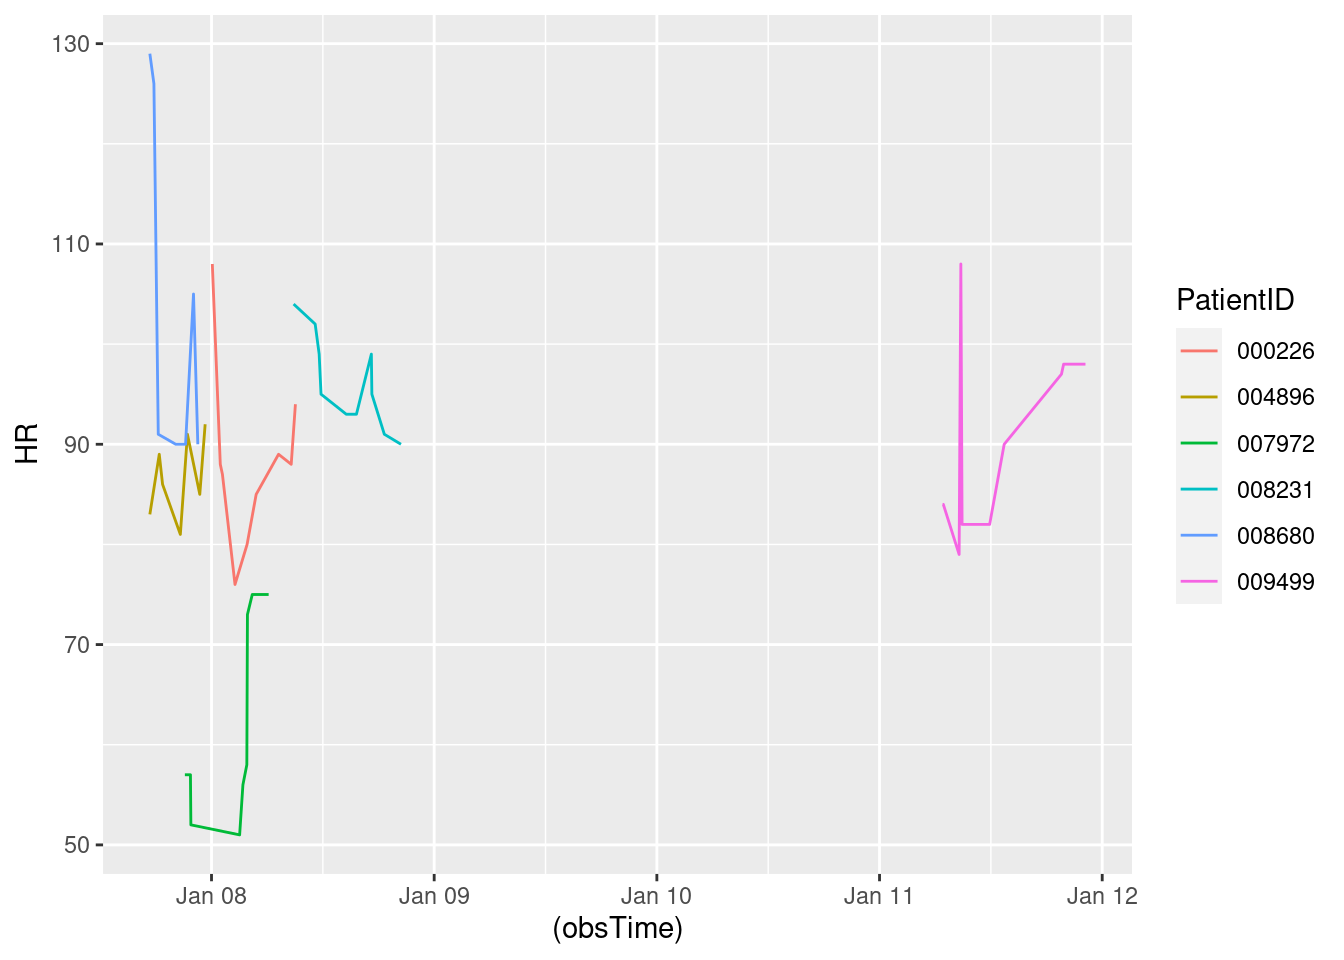 130
110
90
70
50
HR
Jan 08
Jan 09
Jan 10
Jan 11
Jan 12
(obsTime)
PatientID
000226
004896
007972
008231
008680
009499